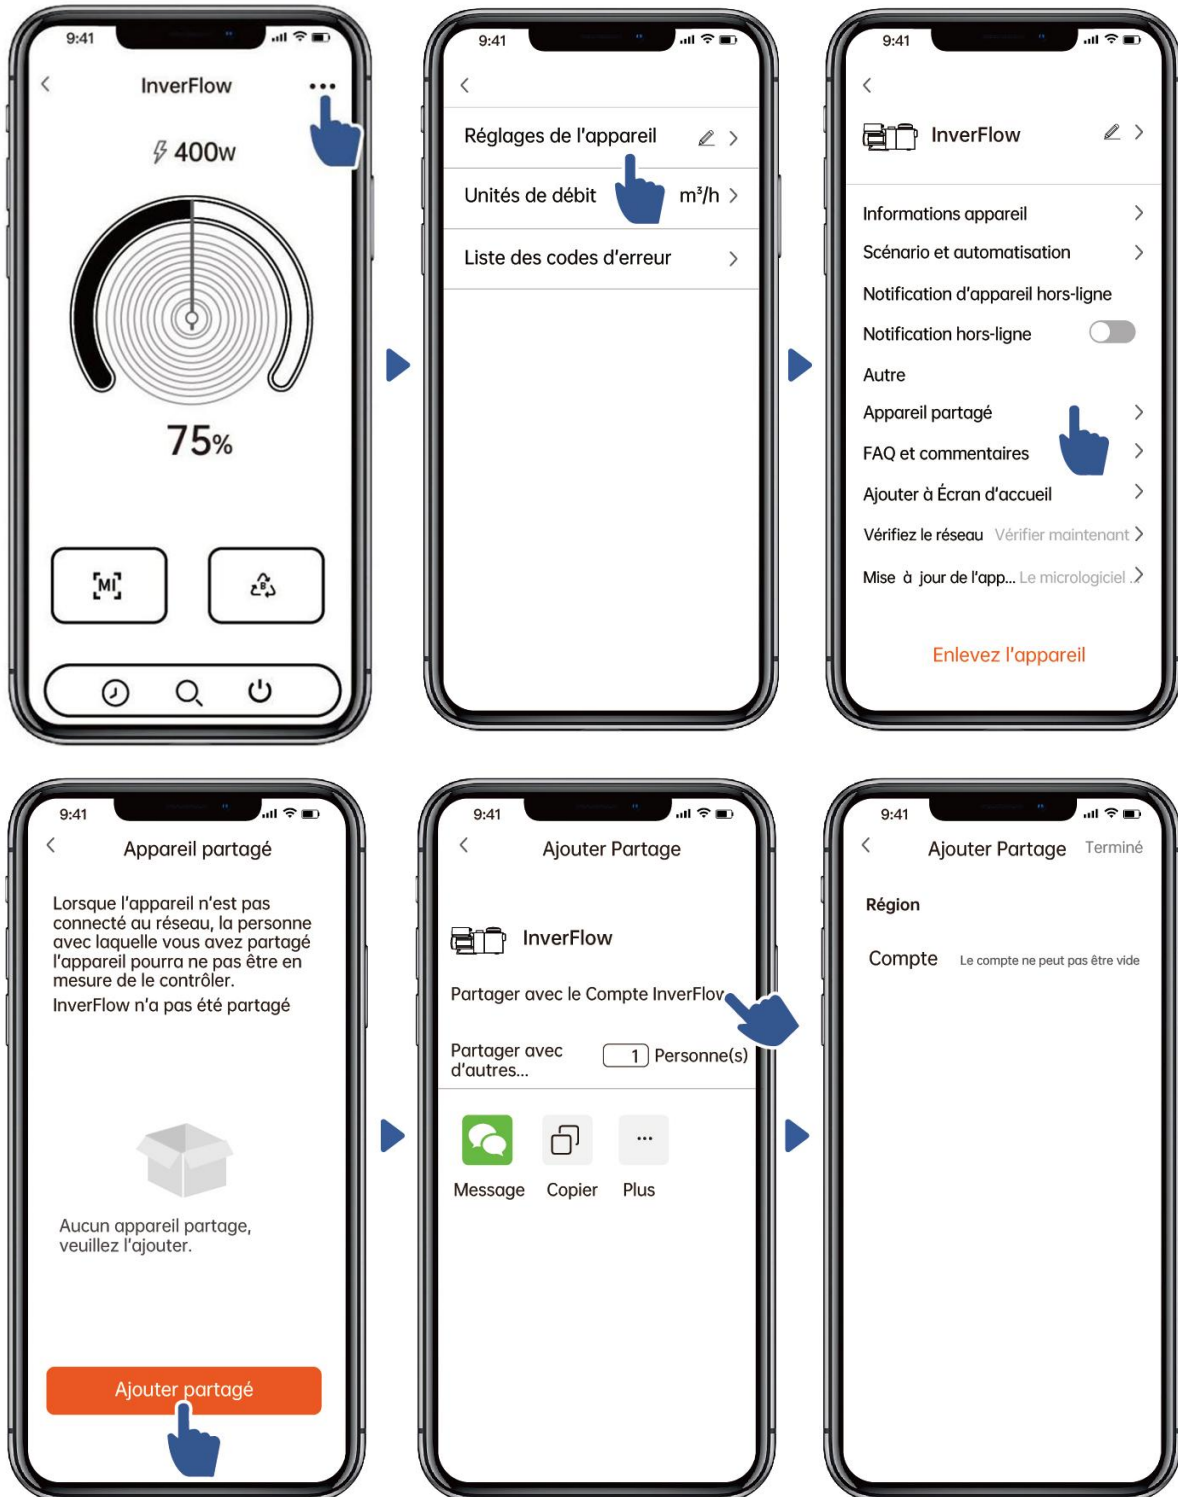 9:41
InverFlow
400w
75%
MI
B
9:41
Réglages de l'appareil
Unités de débit m³/h
Liste des codes d'erreur
9:41
InverFlow
Informations appareil
Scénario et automatisation
Notification d'appareil hors-ligne
Notification hors-ligne
Autre
Appareil partagé
FAQ et commentaires
Ajouter à Écran d'accueil
Vérifiez le réseau Vérifier maintenant
Mise à jour de l'app... Le micrologiciel ..
Enlevez l'appareil
9:41
Appareil partagé
Lorsque l'appareil n'est pas
connecté au réseau, la personne
avec laquelle vous avez partagé
l'appareil pourra ne pas être en
mesure de le contrôler.
InverFlow n'a pas été partagé
Aucun appareil partage,
veuillez l'ajouter.
Ajouter partagé
9:41
Ajouter Partage
InverFlow
Partager avec le Compte InverFlow
Partager avec
d'autres...
1 Personne(s)
Message Copier Plus
9:41
Ajouter Partage Terminé
Région
Compte Le compte ne peut pas être vide